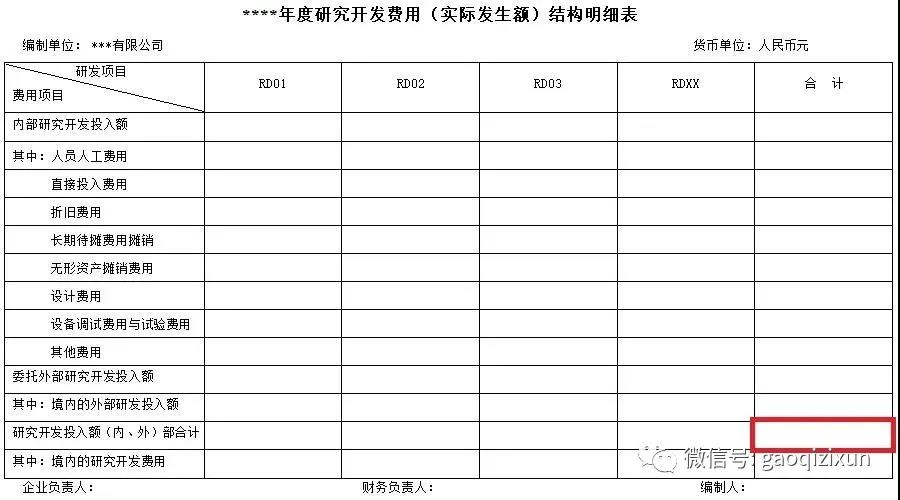 ****年度研究开发费用（实际发生额）结构明细表
编制单位：***有限公司 货币单位：人民币元
研发项目
费用项目 RD01 RD02 RD03 RDXX 合 计
内部研究开发投入额
其中：人员人工费用
直接投入费用
折旧费用
长期待摊费用摊销
无形资产摊销费用
设计费用
设备调试费用与试验费用
其他费用
委托外部研究开发投入额
其中：境内的外部研发投入额
研究开发投入额（内、外）部合计
其中：境内的研究开发费用
微信号: gaoqizixun
企业负责人： 财务负责人： 编制人：